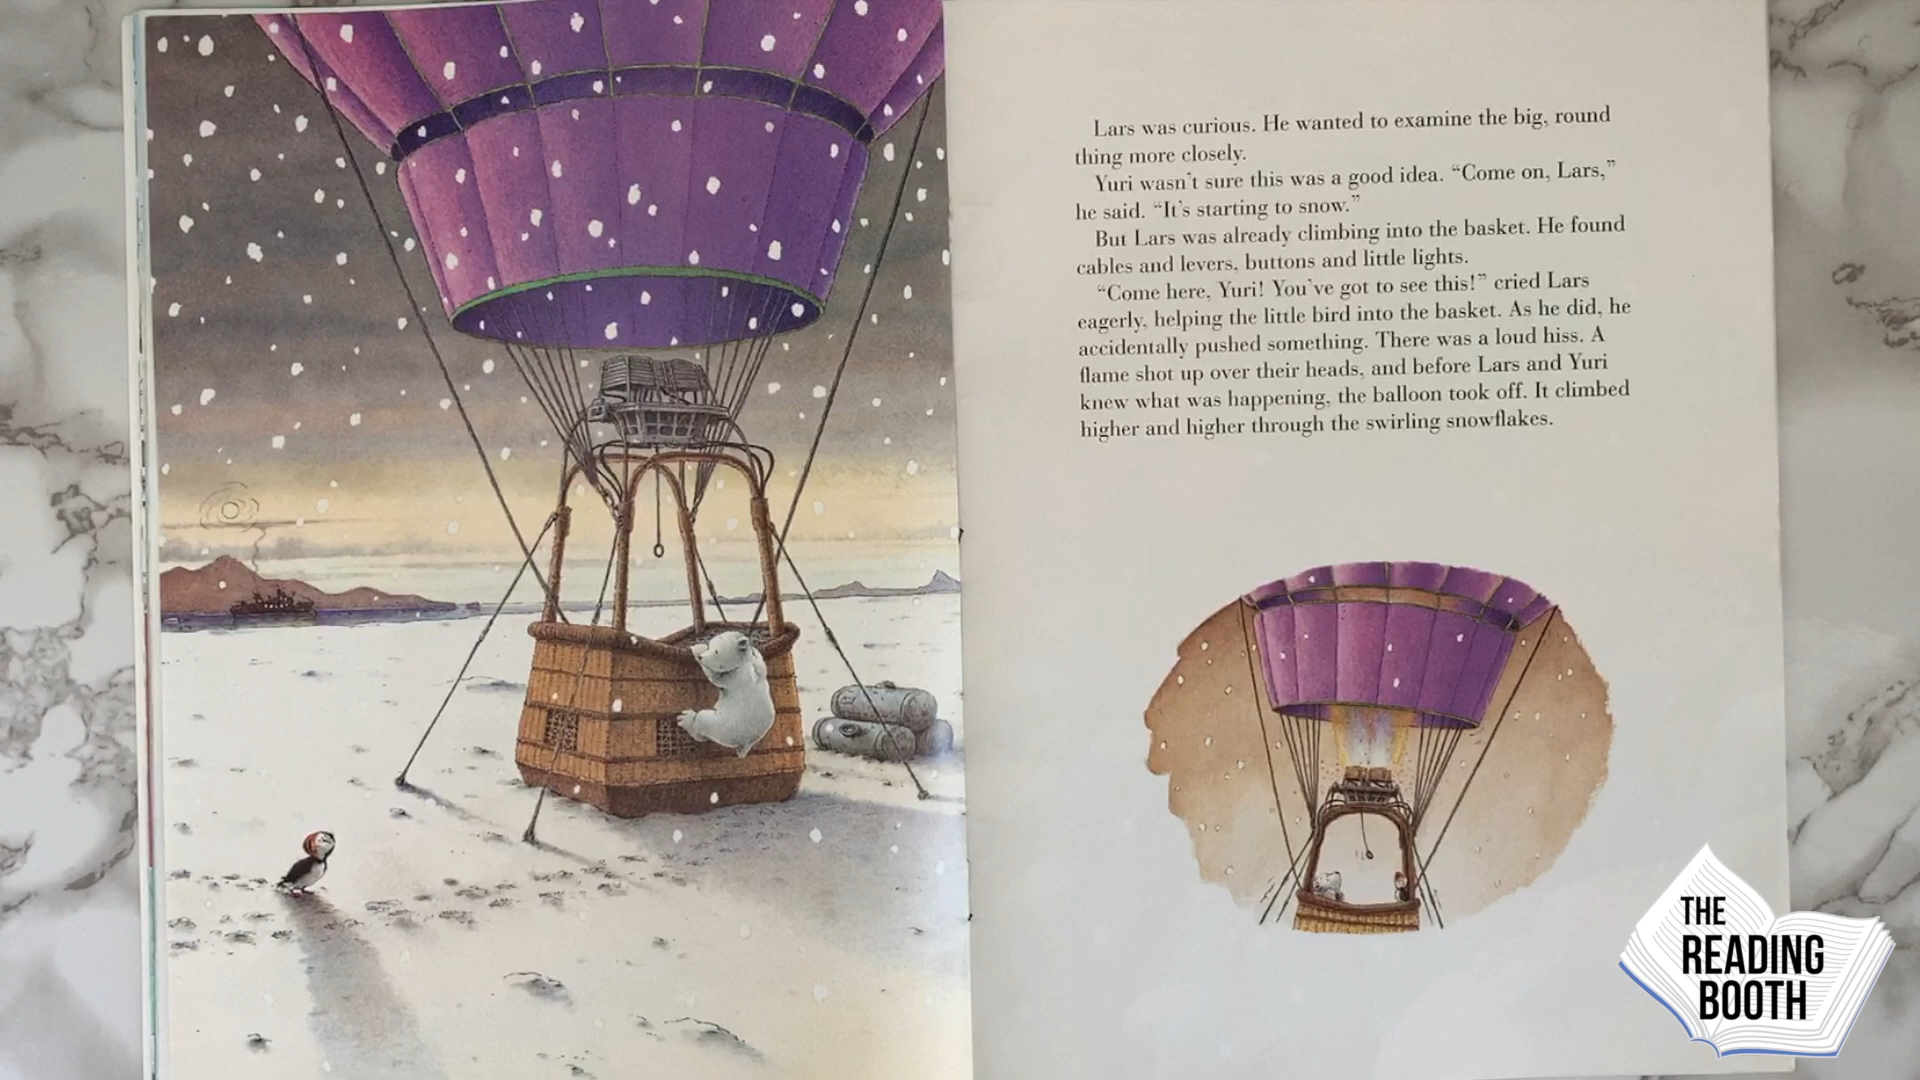 Lars was curious. He wanted to examine the big, round
thing more closely.
Yuri wasn't sure this was a good idea. “Come on, Lars,”
he said. “It's starting to snow.”
But Lars was already climbing into the basket. He found
cables and levers, buttons and little lights.
“Come here, Yuri! You've got to see this!” cried Lars
eagerly, helping the little bird into the basket. As he did, he
accidentally pushed something. There was a loud hiss. A
flame shot up over their heads, and before Lars and Yuri
knew what was happening, the balloon took off. It climbed
higher and higher through the swirling snowflakes.
THE
READING
BOOTH